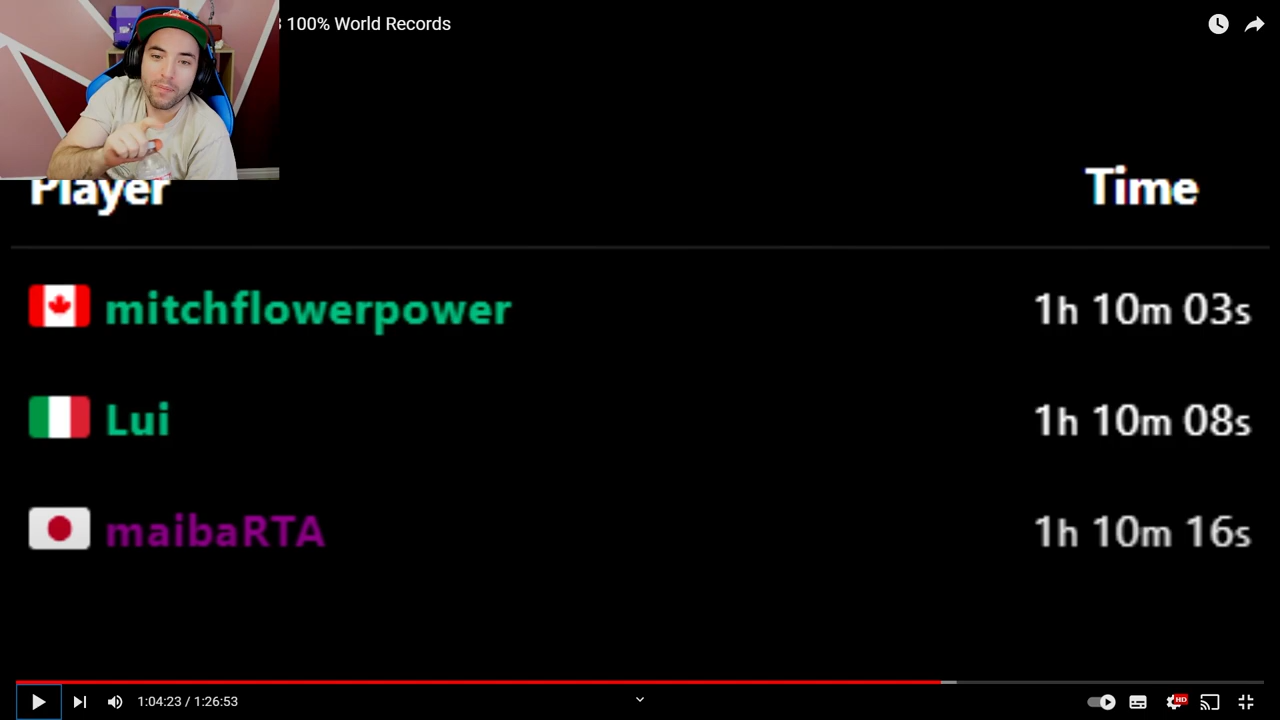 100% World Records
Player Time
mitchflowerpower 1h 10m 03s
Lui 1h 10m 08s
maibaRTA 1h 10m 16s
1:04:23 / 1:26:53 HD